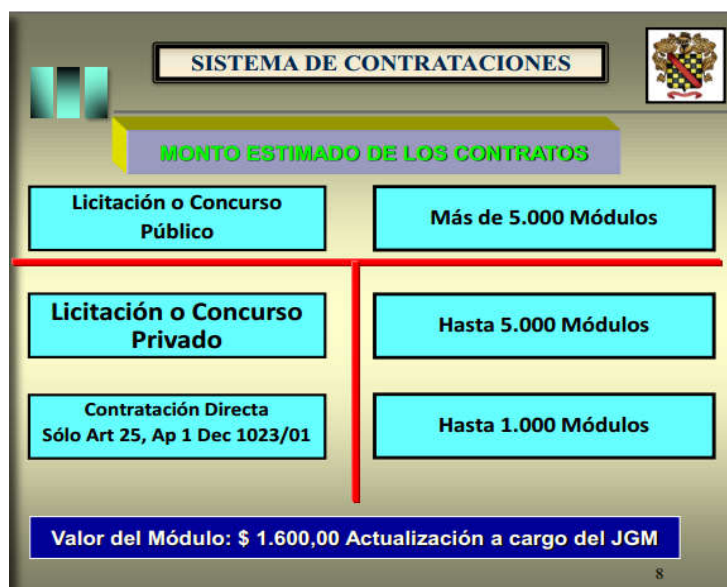 SISTEMA DE CONTRATACIONES
MONTO ESTIMADO DE LOS CONTRATOS
Licitación o Concurso
Público
Más de 5.000 Módulos
Licitación o Concurso
Privado
Hasta 5.000 Módulos
Contratación Directa
Sólo Art 25, Ap 1 Dec 1023/01
Hasta 1.000 Módulos
Valor del Módulo: $ 1.600,00 Actualización a cargo del JGM
8